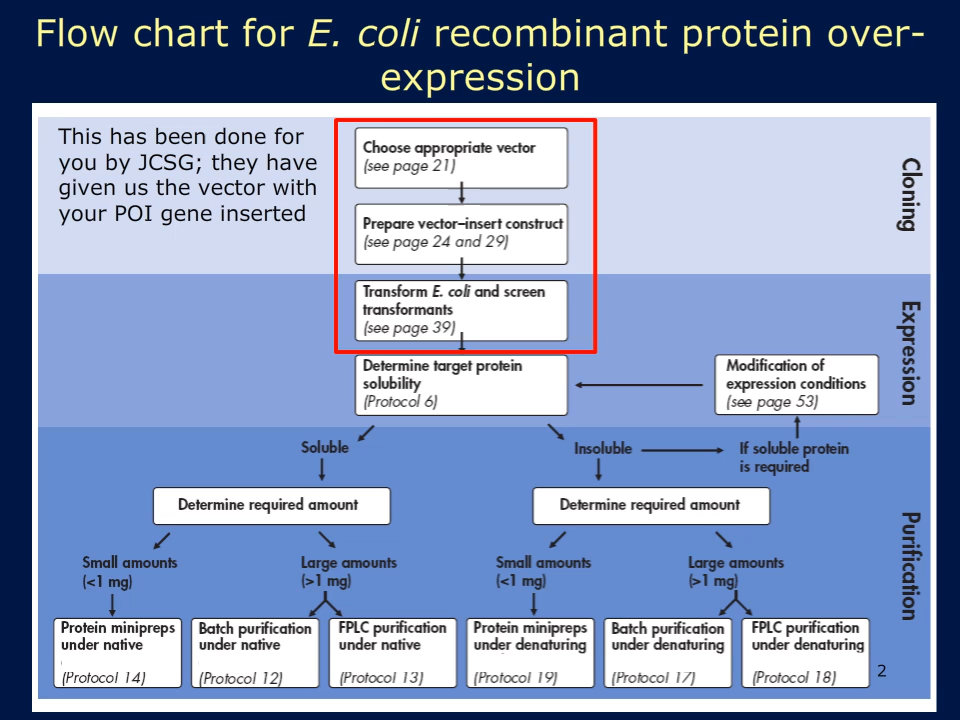 Flow chart for E. coli recombinant protein over-
expression
This has been done for
you by JCSG; they have
given us the vector with
your POI gene inserted
Choose appropriate vector
(see page 21)
Prepare vector–insert construct
(see page 24 and 29)
Transform E. coli and screen
transformants
(see page 39)
Determine target protein
solubility
(Protocol 6)
Modification of
expression conditions
(see page 53)
Cloning
Expression
Purification
Soluble
Insoluble
If soluble protein
is required
Determine required amount
Determine required amount
Small amounts
(<1 mg)
Large amounts
(>1 mg)
Small amounts
(<1 mg)
Large amounts
(>1 mg)
Protein minipreps
under native
(Protocol 14)
Batch purification
under native
(Protocol 12)
FPLC purification
under native
(Protocol 13)
Protein minipreps
under denaturing
(Protocol 19)
Batch purification
under denaturing
(Protocol 17)
FPLC purification
under denaturing
(Protocol 18)
2